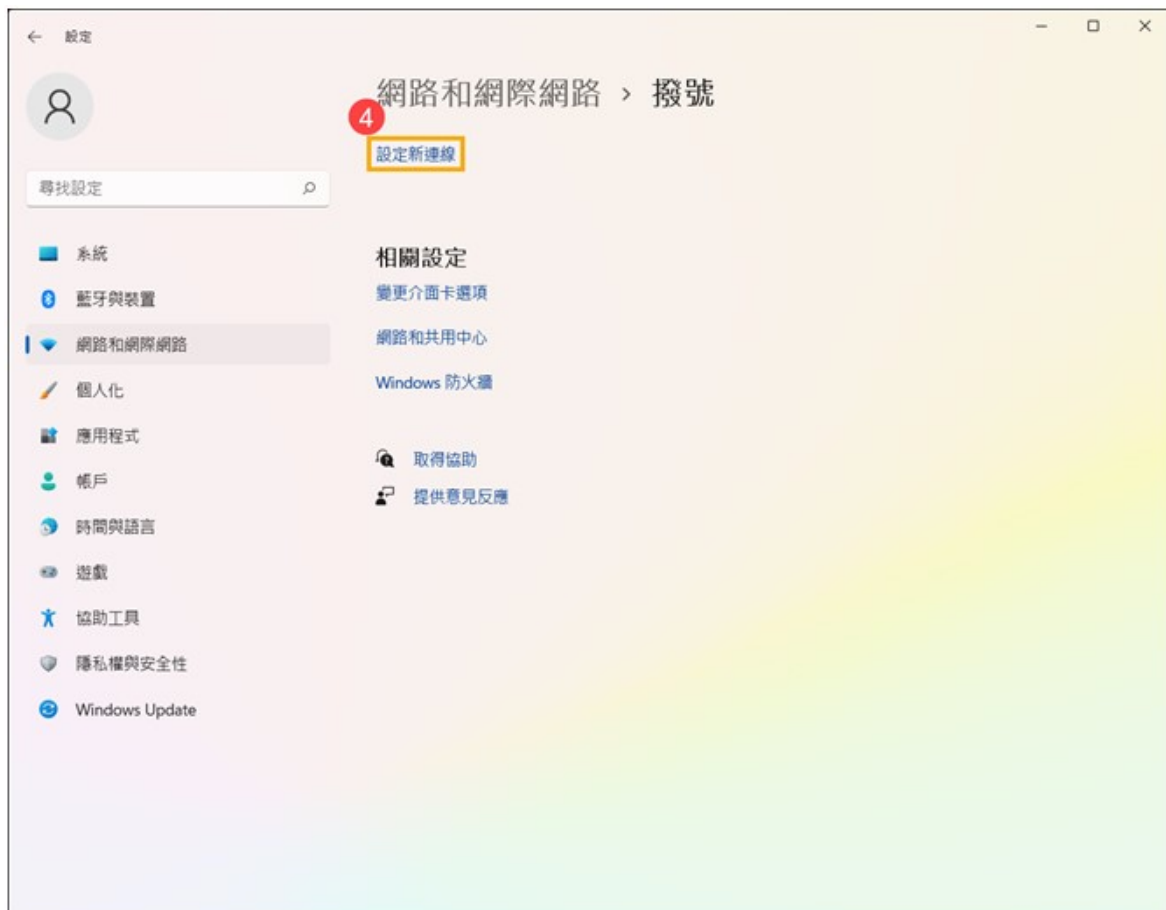 設定
網路和網際網路 › 撥號
4
設定新連線
尋找設定
系統
藍牙與裝置
網路和網際網路
個人化
應用程式
帳戶
時間與語言
遊戲
協助工具
隱私權與安全性
Windows Update
相關設定
變更介面卡選項
網路和共用中心
Windows 防火牆
取得協助
提供意見反應